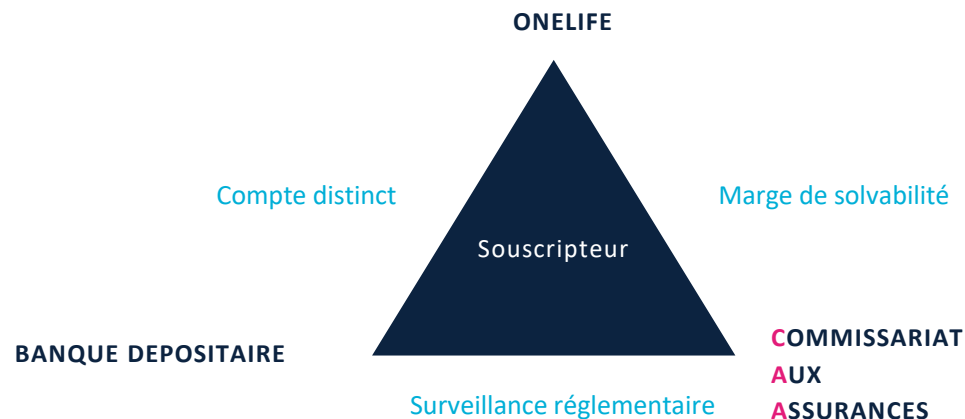 ONELIFE
Compte distinct
Marge de solvabilité
Souscripteur
BANQUE DEPOSITAIRE
COMMISSARIAT
AUX
ASSURANCES
Surveillance réglementaire